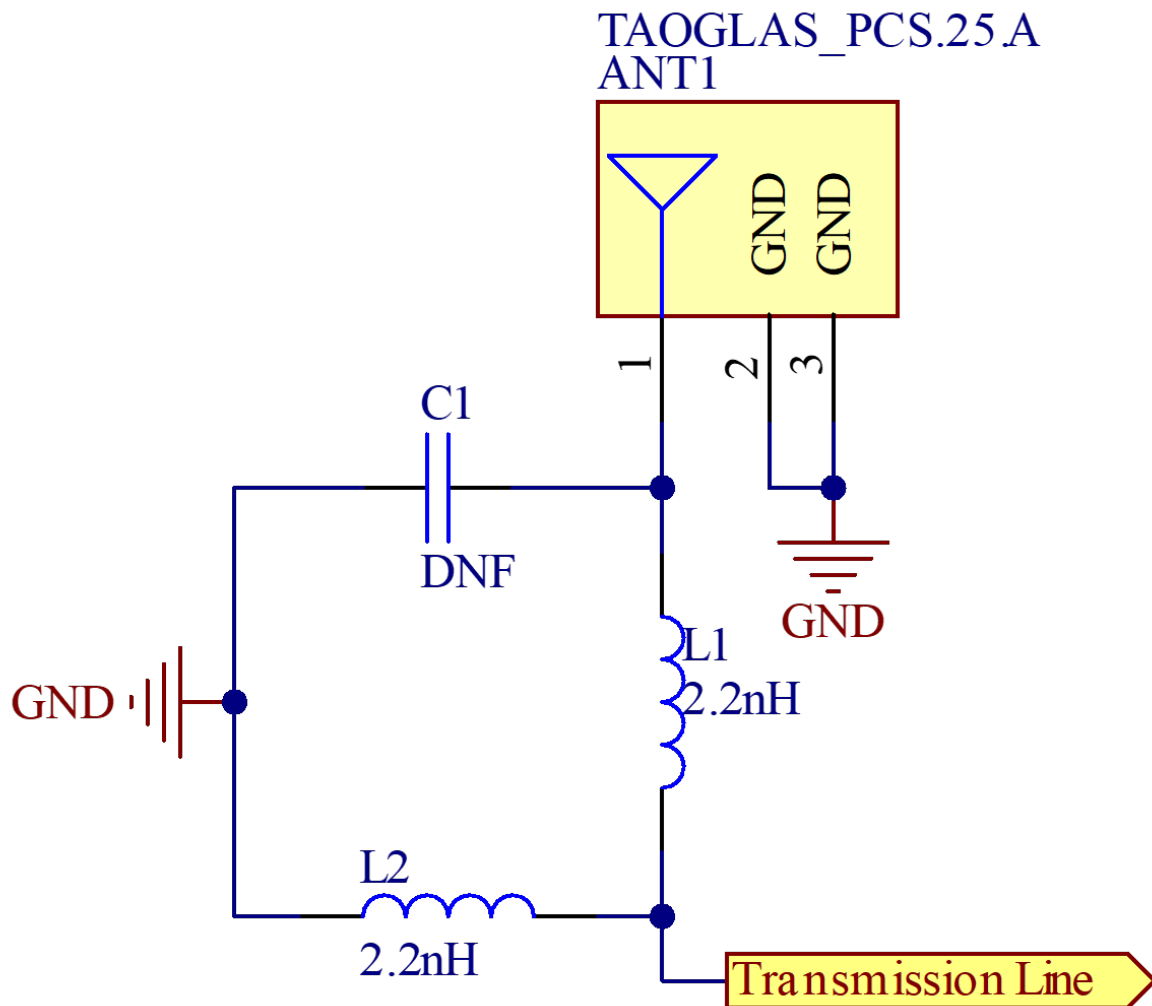 TAOGLAS_PCS.25.A
ANT1
GND
GND
1
2
3
C1
DNF
GND
L1
2.2nH
GND
L2
2.2nH
Transmission Line